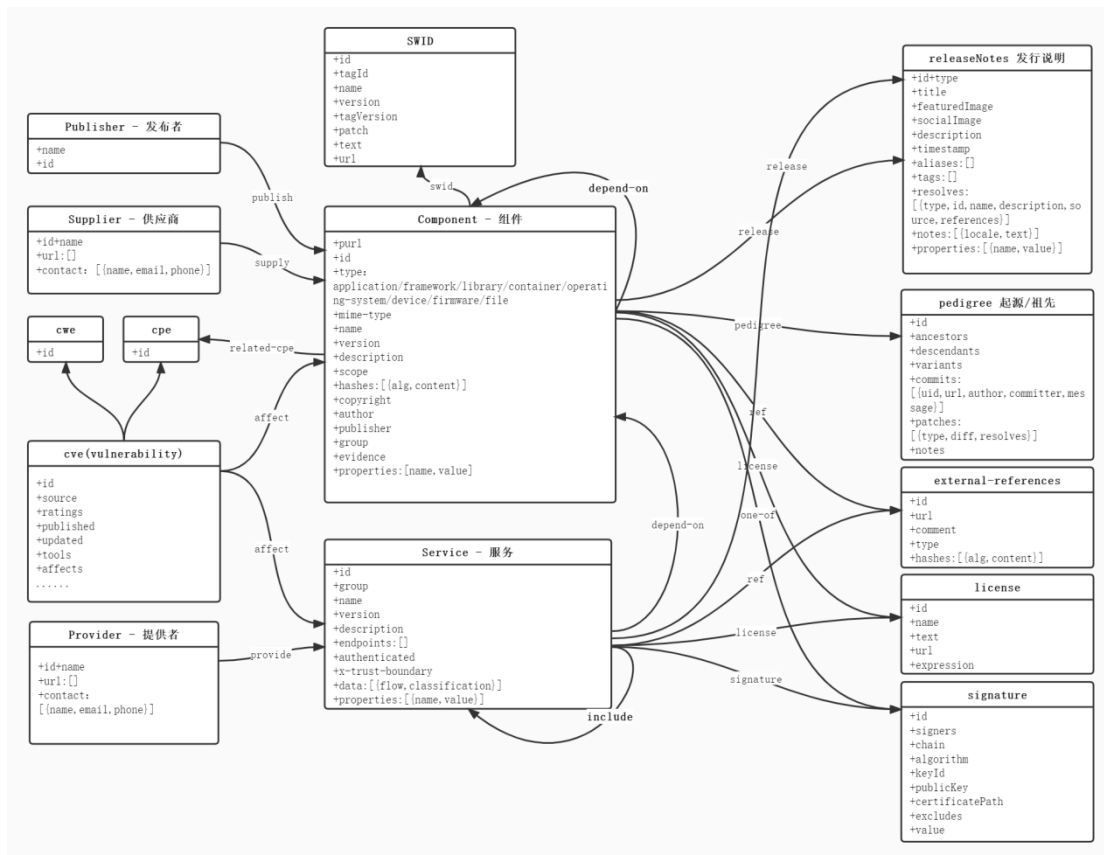 SWID
+id
+tagId
+name
+version
+tagVersion
+patch
+text
+url
Publisher - 发布者
+name
+id
Supplier - 供应商
+id+name
+url:[]
+contact: [{name,email,phone}]
cwe
+id
cpe
+id
cve(vulnerability)
+id
+source
+ratings
+published
+updated
+tools
+affects
......
Provider - 提供者
+id+name
+url:[]
+contact:
[{name,email,phone}]
publish
supply
related-cpe
affect
affect
provide
swid
depend-on
Component - 组件
+purl
+id
+type:
application/framework/library/container/operati
ng-system/device/firmware/file
+mime-type
+name
+version
+description
+scope
+hashes:[{alg,content}]
+copyright
+author
+publisher
+group
+evidence
+properties:[name,value]
depend-on
Service - 服务
+id
+group
+name
+version
+description
+endpoints:[]
+authenticated
+x-trust-boundary
+data:[{flow,classification}]
+properties:[{name,value}]
include
release
release
pedigree
ref
license
one-of
ref
license
signature
releaseNotes 发行说明
+id+type
+title
+featuredImage
+socialImage
+description
+timestamp
+aliases:[]
+tags:[]
+resolves:
[{type,id,name,description,so
urce,references}]
+notes:[{locale,text}]
+properties:[{name,value}]
pedigree 起源/祖先
+id
+ancestors
+descendants
+variants
+commits:
[{uid,url,author,committer,mes
sage}]
+patches:
[{type,diff,resolves}]
+notes
external-references
+id
+url
+comment
+type
+hashes:[{alg,content}]
license
+id
+name
+text
+url
+expression
signature
+id
+signers
+chain
+algorithm
+keyId
+publicKey
+certificatePath
+excludes
+value